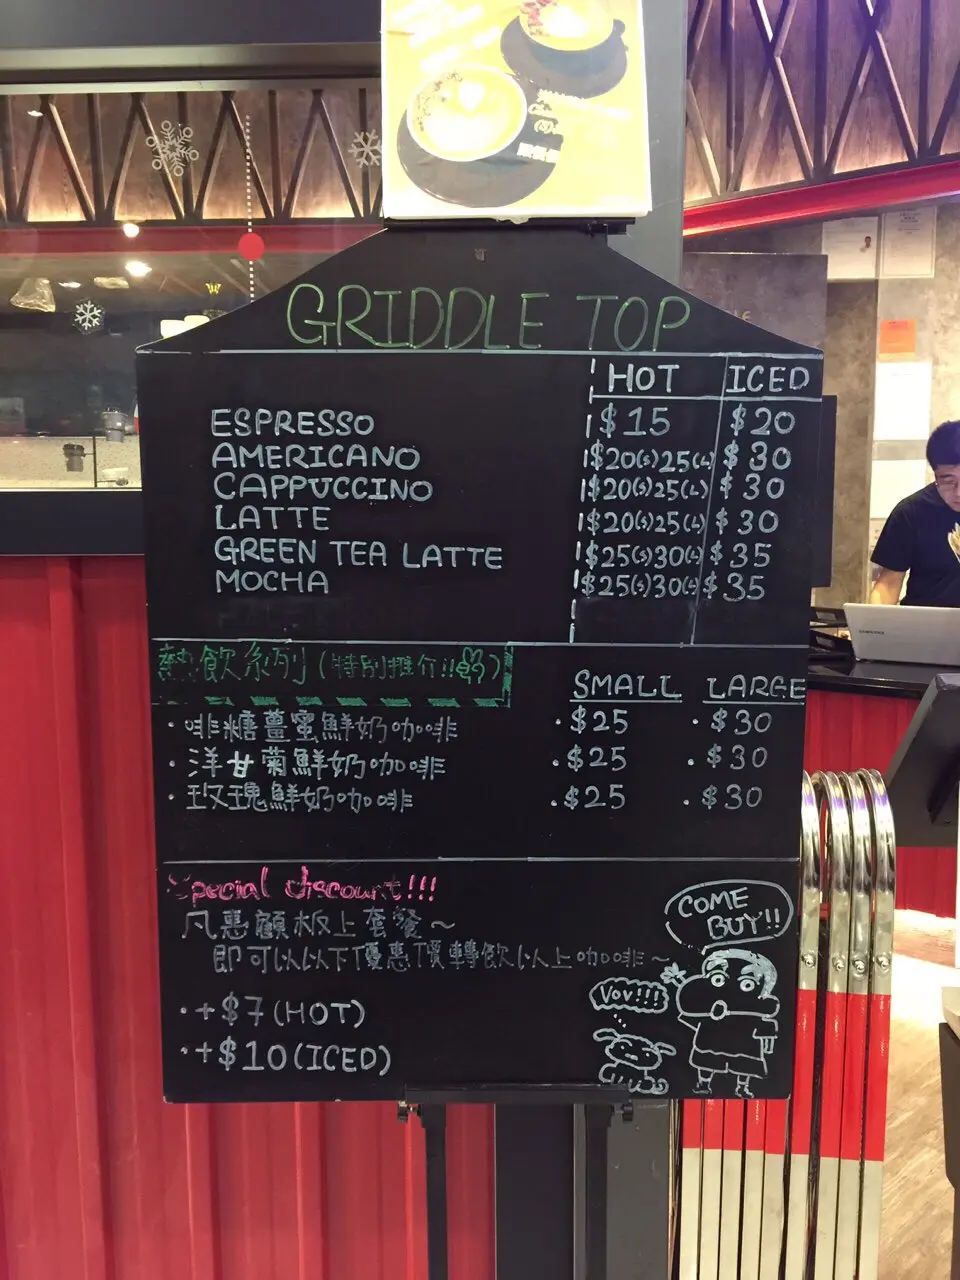 GRIDDLE TOP
HOT ICED
ESPRESSO $15 $20
AMERICANO $20(S)25(L) $30
CAPPUCCINO $20(S)25(L) $30
LATTE $20(S)25(L) $30
GREEN TEA LATTE $25(S)30(L) $35
MOCHA $25(S)30(L) $35
熱飲系列(特別推介!!)
SMALL LARGE
·啡糖薑蜜鮮奶咖啡 ·$25 ·$30
·洋甘菊鮮奶咖啡 ·$25 ·$30
·玫瑰鮮奶咖啡 ·$25 ·$30
Special discount!!!
凡惠顧板上套餐~
即可以以下優惠價轉飲以上咖啡~
·+$7(HOT)
·+$10(ICED)
COME
BUY!!
Vov!!!!